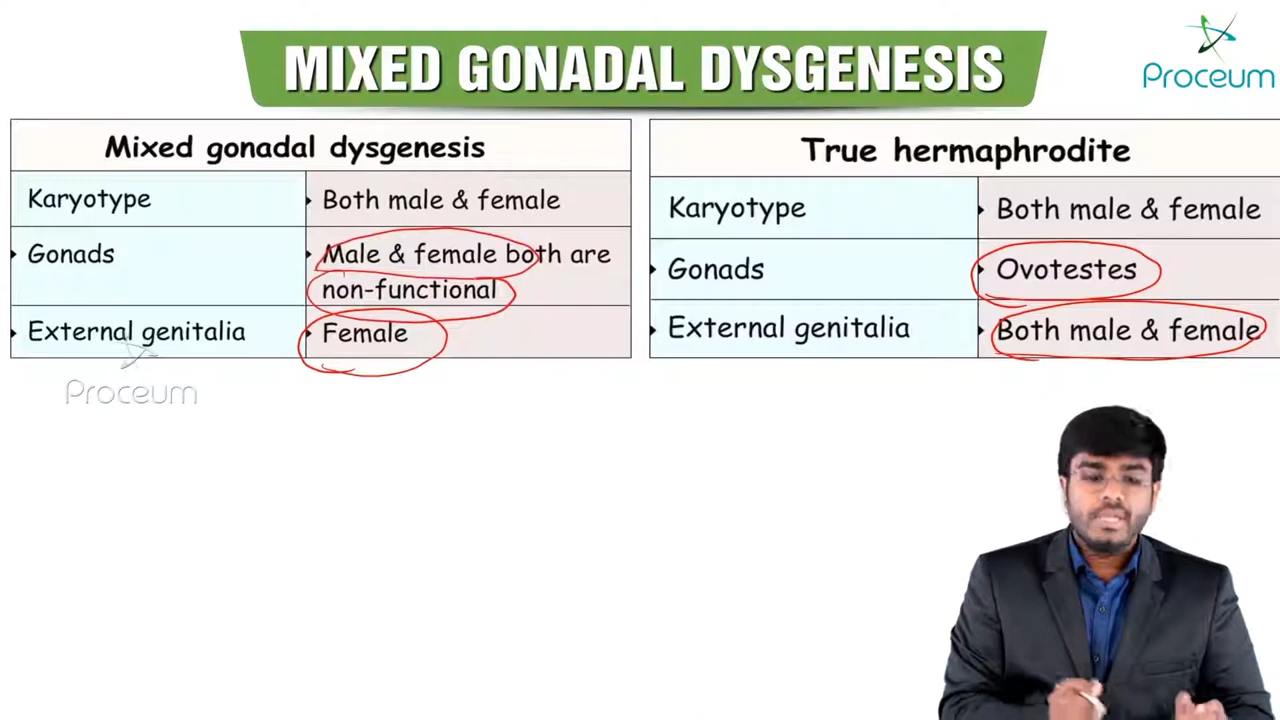 MIXED GONADAL DYSGENESIS
Proceum
Mixed gonadal dysgenesis
Karyotype
Both male & female
Gonads
Male & female both are
non-functional
External genitalia
Female
True hermaphrodite
Karyotype
Both male & female
Gonads
Ovotestes
External genitalia
Both male & female
Proceum